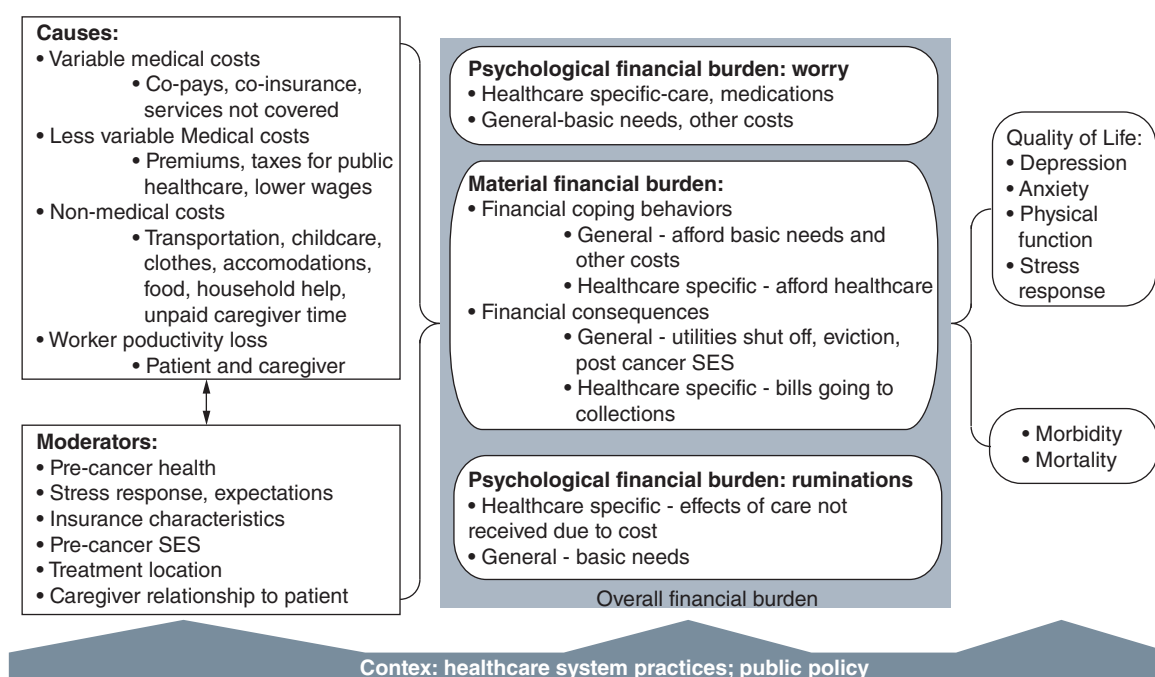 Causes:
• Variable medical costs
• Co-pays, co-insurance,
services not covered
• Less variable Medical costs
• Premiums, taxes for public
healthcare, lower wages
• Non-medical costs
• Transportation, childcare,
clothes, accomodations,
food, household help,
unpaid caregiver time
• Worker poductivity loss
• Patient and caregiver
Moderators:
• Pre-cancer health
• Stress response, expectations
• Insurance characteristics
• Pre-cancer SES
• Treatment location
• Caregiver relationship to patient
Psychological financial burden: worry
• Healthcare specific-care, medications
• General-basic needs, other costs
Material financial burden:
• Financial coping behaviors
• General - afford basic needs and
other costs
• Healthcare specific - afford healthcare
• Financial consequences
• General - utilities shut off, eviction,
post cancer SES
• Healthcare specific - bills going to
collections
Psychological financial burden: ruminations
• Healthcare specific - effects of care not
received due to cost
• General - basic needs
Overall financial burden
Quality of Life:
• Depression
• Anxiety
• Physical
function
• Stress
response
• Morbidity
• Mortality
Contex: healthcare system practices; public policy